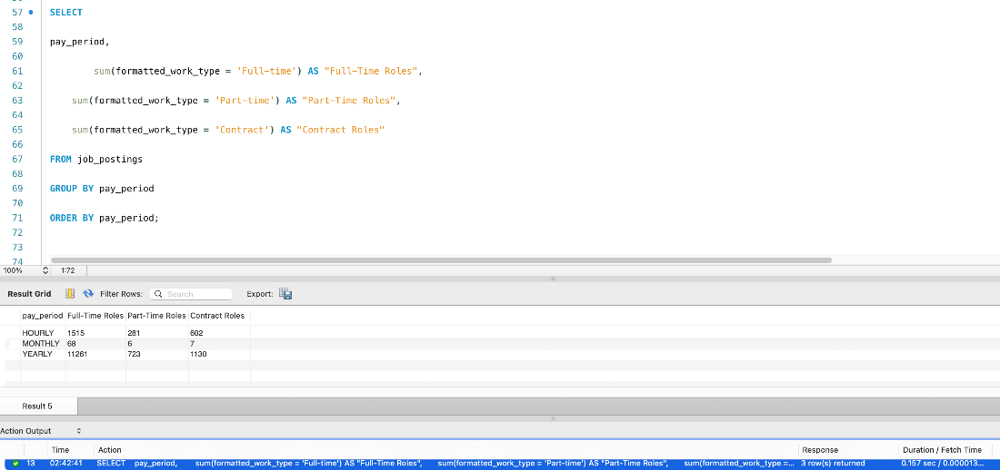 57 SELECT
58
59 pay_period,
60
61 sum(formatted_work_type = 'Full-time') AS "Full-Time Roles",
62
63 sum(formatted_work_type = 'Part-time') AS "Part-Time Roles",
64
65 sum(formatted_work_type = 'Contract') AS "Contract Roles"
66
67 FROM job_postings
68
69 GROUP BY pay_period
70
71 ORDER BY pay_period;
72
73
74
100% 1:72
Result Grid Filter Rows: Search Export:
pay_period Full-Time Roles Part-Time Roles Contract Roles
HOURLY 1515 281 602
MONTHLY 68 6 7
YEARLY 11261 723 1130
Result 5
Action Output
Time Action Response Duration / Fetch Time
13 02:42:41 SELECT pay_period, sum(formatted_work_type = 'Full-time') AS "Full-Time Roles", sum(formatted_work_type = 'Part-time') AS "Part-Time Roles", sum(formatted_work_type =... 3 row(s) returned 0.157 sec / 0.000013...